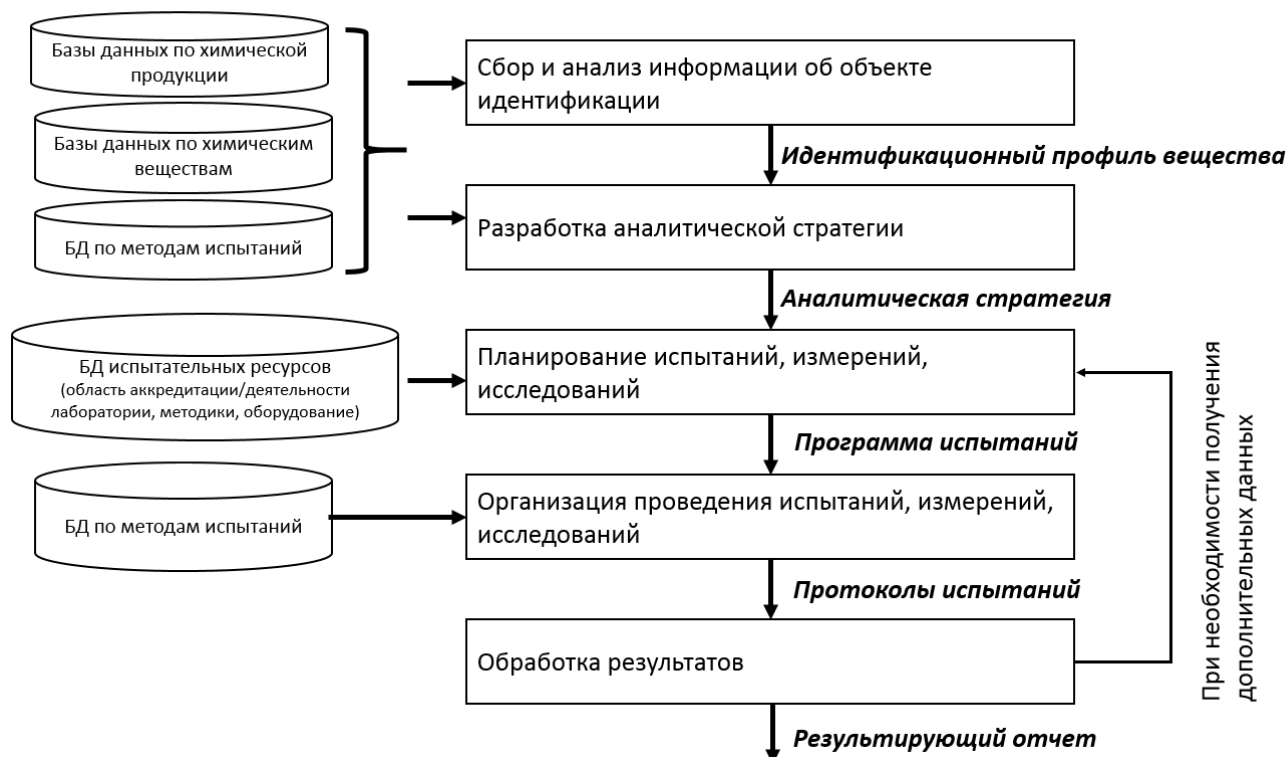 Базы данных по химической
продукции
Сбор и анализ информации об объекте
идентификации
Базы данных по химическим
веществам
Идентификационный профиль вещества
БД по методам испытаний
Разработка аналитической стратегии
Аналитическая стратегия
БД испытательных ресурсов
(область аккредитации/деятельности
лаборатории, методики, оборудование)
Планирование испытаний, измерений,
исследований
Программа испытаний
БД по методам испытаний
Организация проведения испытаний, измерений,
исследований
Протоколы испытаний
Обработка результатов
При необходимости получения
дополнительных данных
Результирующий отчет